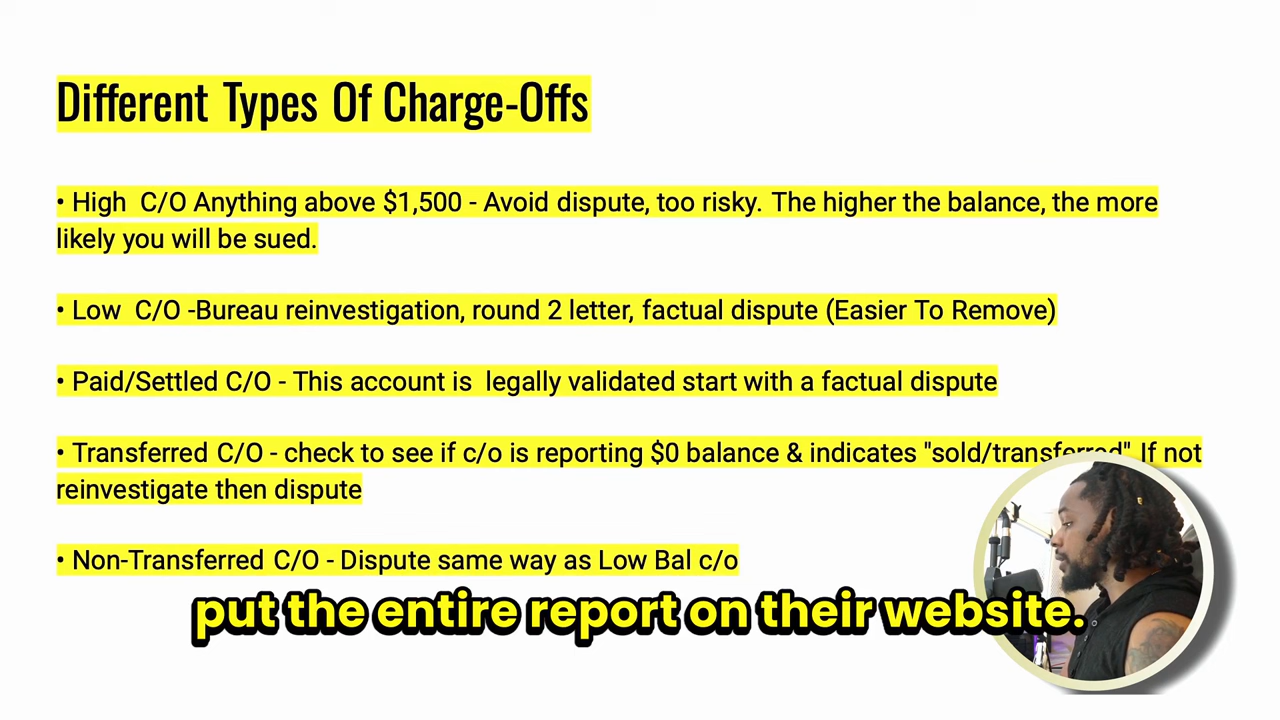 Different Types Of Charge-Offs
• High C/O Anything above $1,500 - Avoid dispute, too risky. The higher the balance, the more
likely you will be sued.
• Low C/O -Bureau reinvestigation, round 2 letter, factual dispute (Easier To Remove)
• Paid/Settled C/O - This account is legally validated start with a factual dispute
• Transferred C/O - check to see if c/o is reporting $0 balance & indicates "sold/transferred" If not
reinvestigate then dispute
• Non-Transferred C/O - Dispute same way as Low Bal c/o
put the entire report on their website.